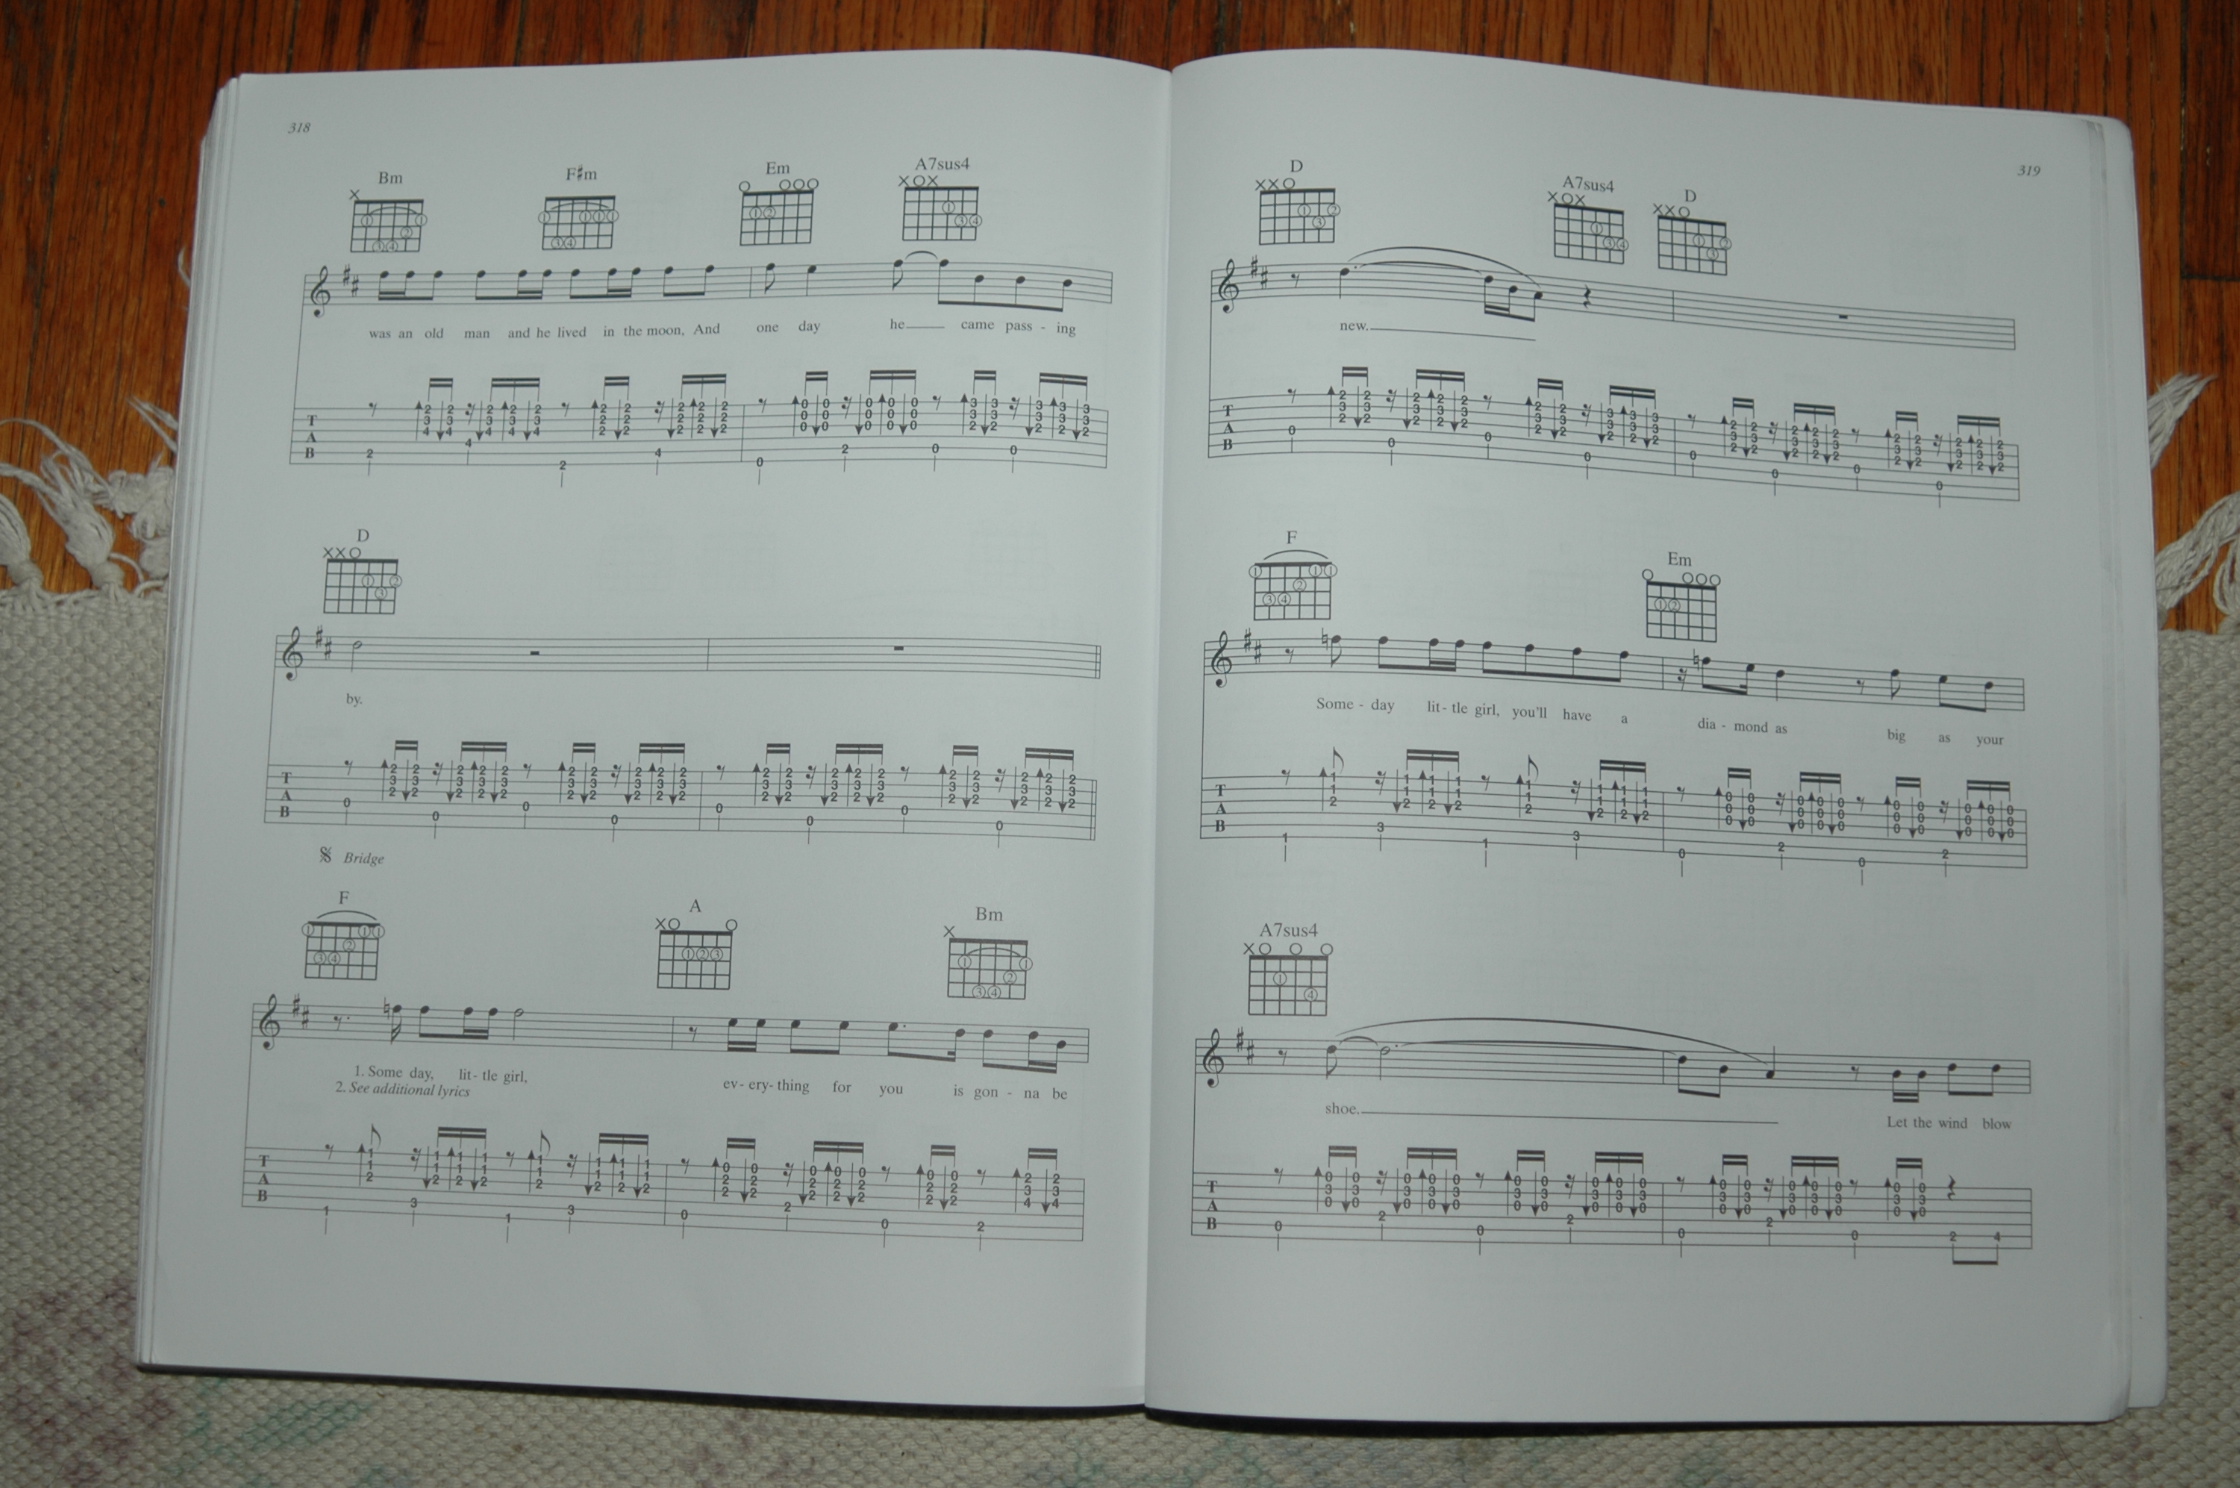 318
Bm F♯m Em A7sus4
was an old man and he lived in the moon, And one day he came pass - ing
T
A
B
D
by.
T
A
B
𝄋 Bridge
F A Bm
1. Some day, lit - tle girl, ev - ery - thing for you is gon - na be
2. See additional lyrics
T
A
B
319
D A7sus4 D
new.
T
A
B
F Em
Some - day lit - tle girl, you'll have a dia - mond as big as your
T
A
B
A7sus4
shoe. Let the wind blow
T
A
B